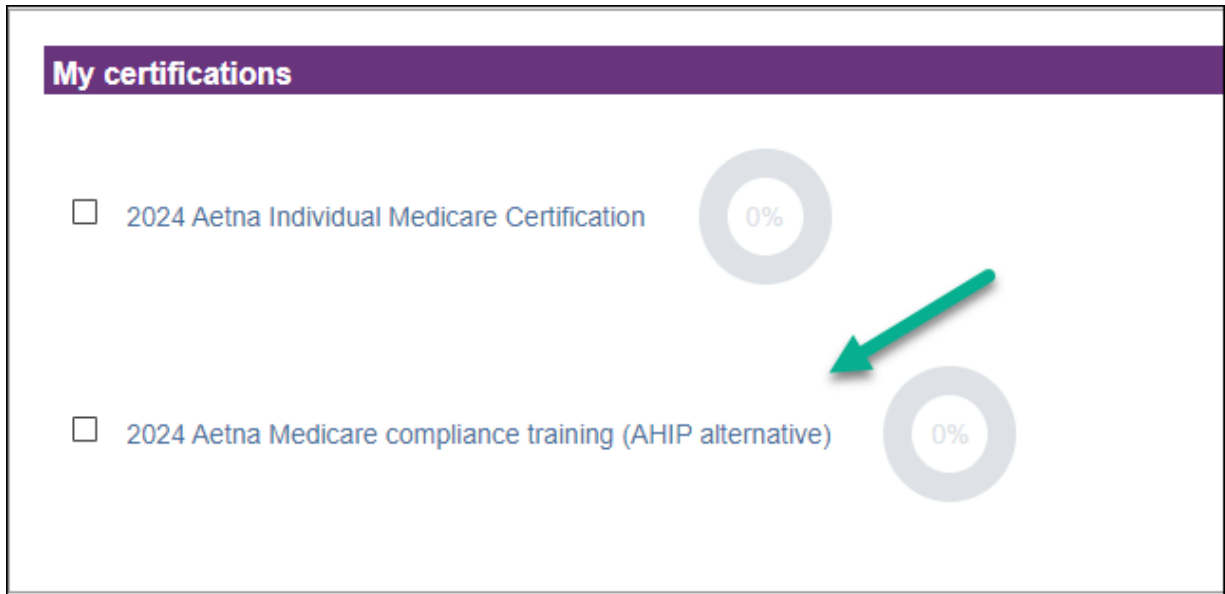 My certifications
2024 Aetna Individual Medicare Certification 0%
2024 Aetna Medicare compliance training (AHIP alternative) 0%